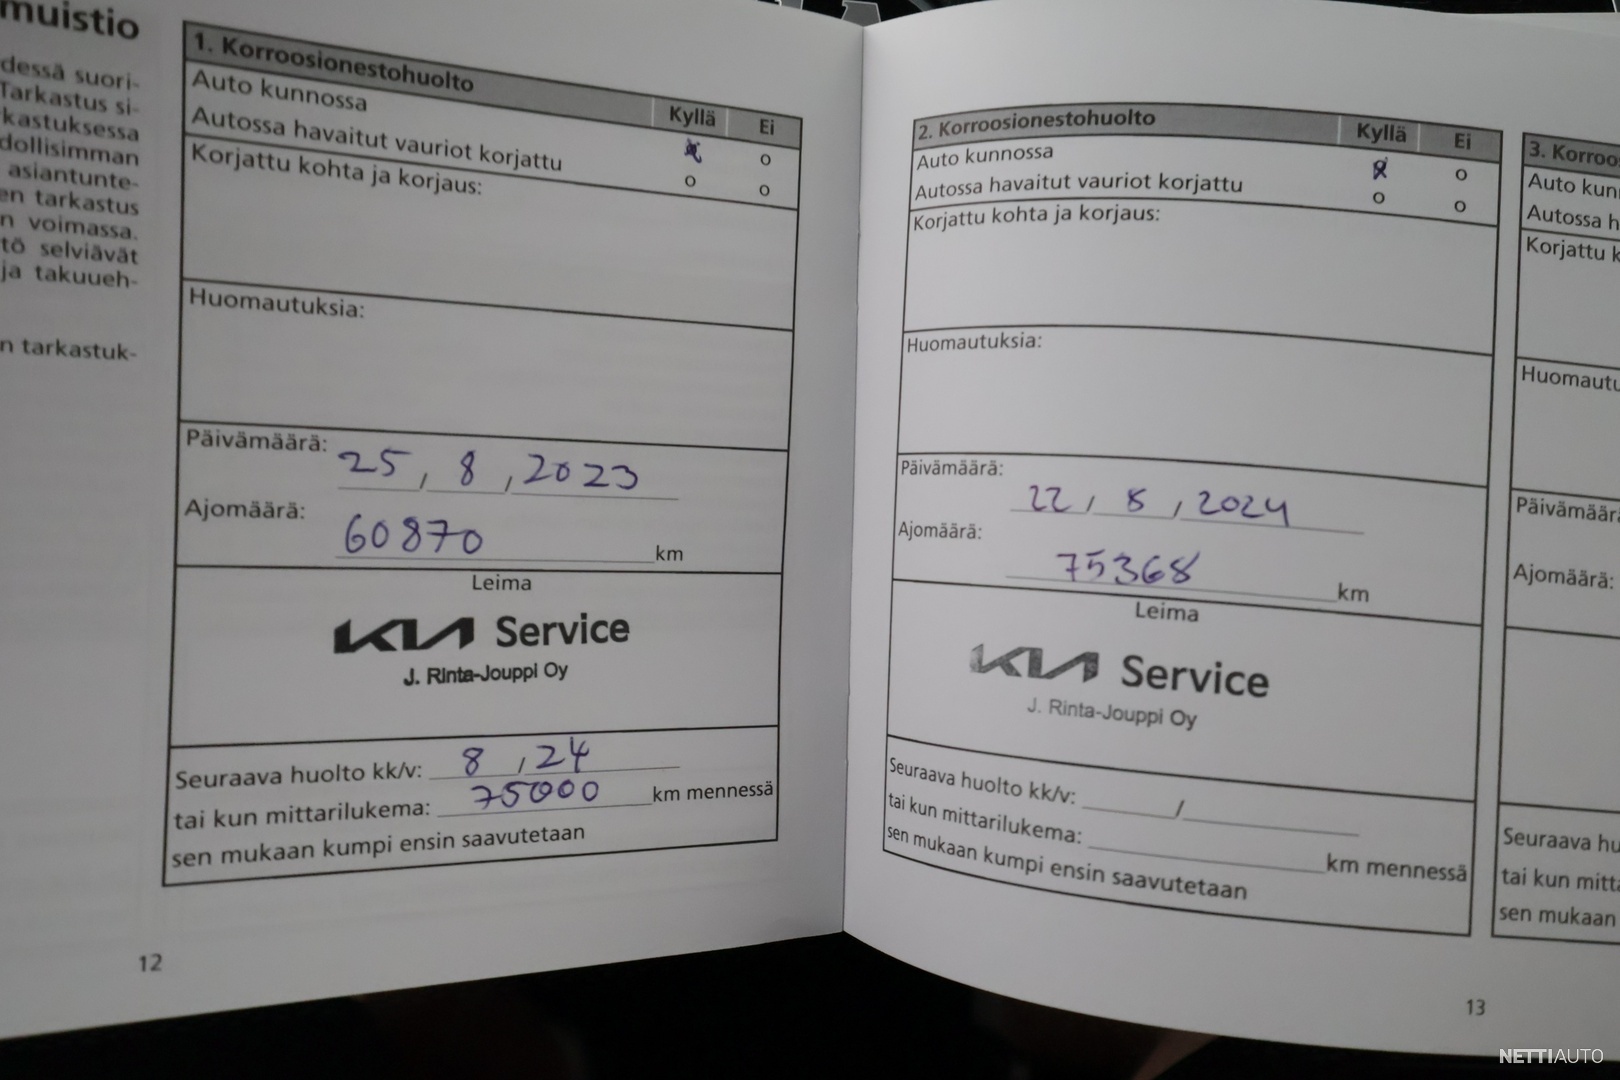 muistio
dessä suori-
Tarkastus si-
kastuksessa
dollisimman
asiantunte-
en tarkastus
n voimassa.
tö selviävät
ja takuueh-
n tarkastuk-
1. Korroosionestohuolto
Kyllä Ei
Auto kunnossa x o
Autossa havaitut vauriot korjattu o o
Korjattu kohta ja korjaus:
Huomautuksia:
Päivämäärä: 25, 8, 2023
Ajomäärä: 60870 km
Leima
KIA Service
J. Rinta-Jouppi Oy
Seuraava huolto kk/v: 8, 24
tai kun mittarilukema: 75000 km mennessä
sen mukaan kumpi ensin saavutetaan
12
2. Korroosionestohuolto
Kyllä Ei
Auto kunnossa x o
Autossa havaitut vauriot korjattu o o
Korjattu kohta ja korjaus:
Huomautuksia:
Päivämäärä: 22, 8, 2024
Ajomäärä: 75368 km
Leima
KIA Service
J. Rinta-Jouppi Oy
Seuraava huolto kk/v: /
tai kun mittarilukema: km mennessä
sen mukaan kumpi ensin saavutetaan
13
3. Korroo
Auto kun
Autossa h
Korjattu k
Huomautu
Päivämäär
Ajomäärä:
Seuraava hu
tai kun mitt
sen mukaan
NETTIAUTO